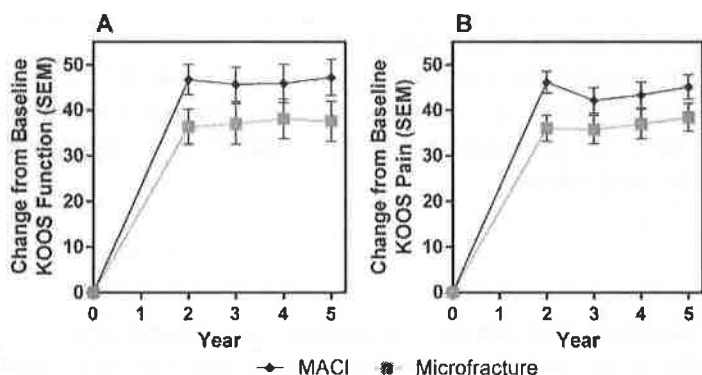 A
Change from Baseline
KOOS Function (SEM)
50
40
30
20
10
0
0 1 2 3 4 5
Year
B
Change from Baseline
KOOS Pain (SEM)
50
40
30
20
10
0
0 1 2 3 4 5
Year
MACI Microfracture